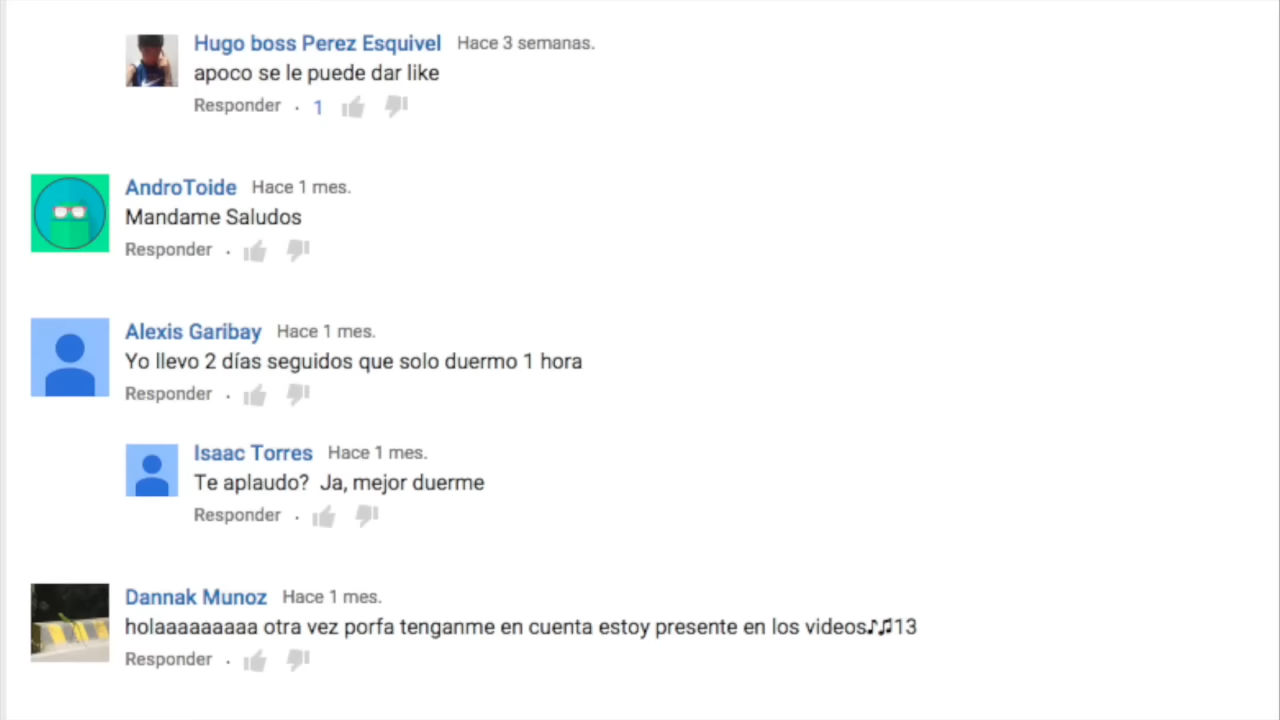 Hugo boss Perez Esquivel Hace 3 semanas.
apoco se le puede dar like
Responder · 1
AndroToide Hace 1 mes.
Mandame Saludos
Responder ·
Alexis Garibay Hace 1 mes.
Yo llevo 2 días seguidos que solo duermo 1 hora
Responder ·
Isaac Torres Hace 1 mes.
Te aplaudo?  Ja, mejor duerme
Responder ·
Dannak Munoz Hace 1 mes.
holaaaaaaaaa otra vez porfa tenganme en cuenta estoy presente en los videos♪♫13
Responder ·